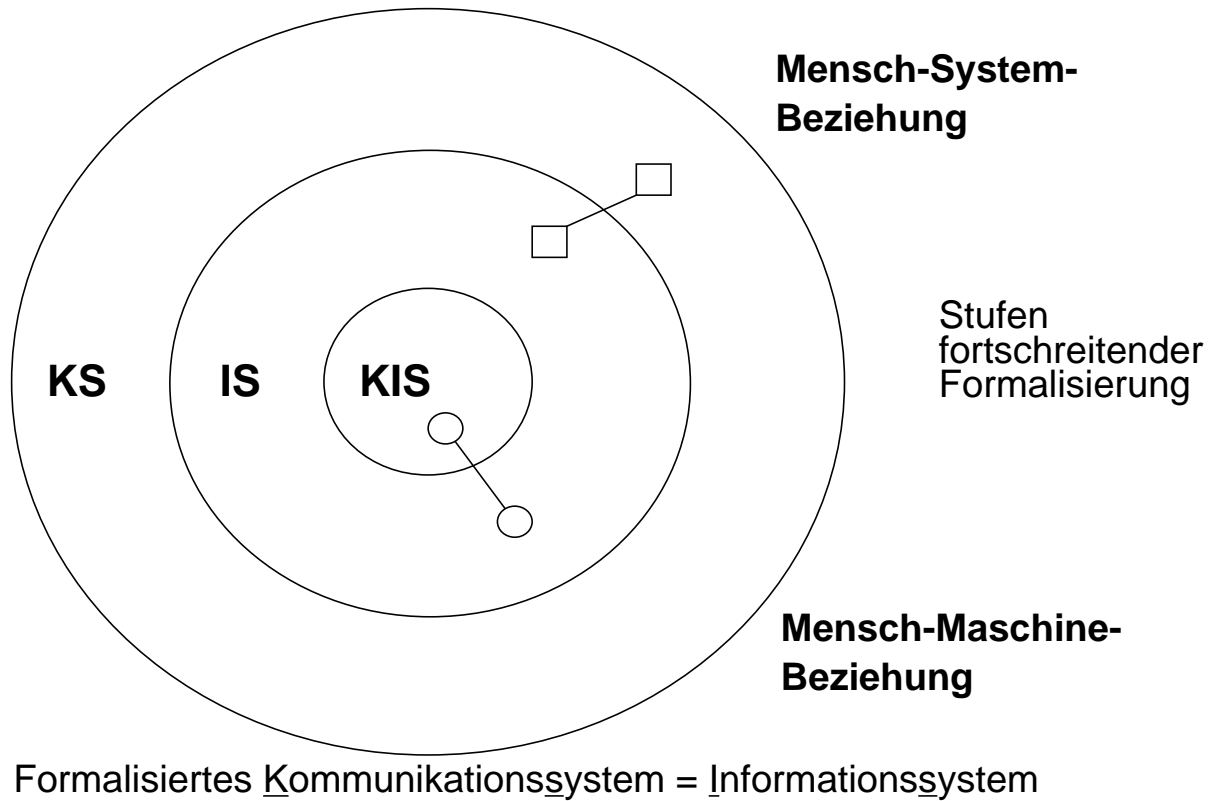 Mensch-System-
Beziehung
Stufen
fortschreitender
Formalisierung
KS IS KIS
Mensch-Maschine-
Beziehung
Formalisiertes Kommunikationssystem = Informationssystem